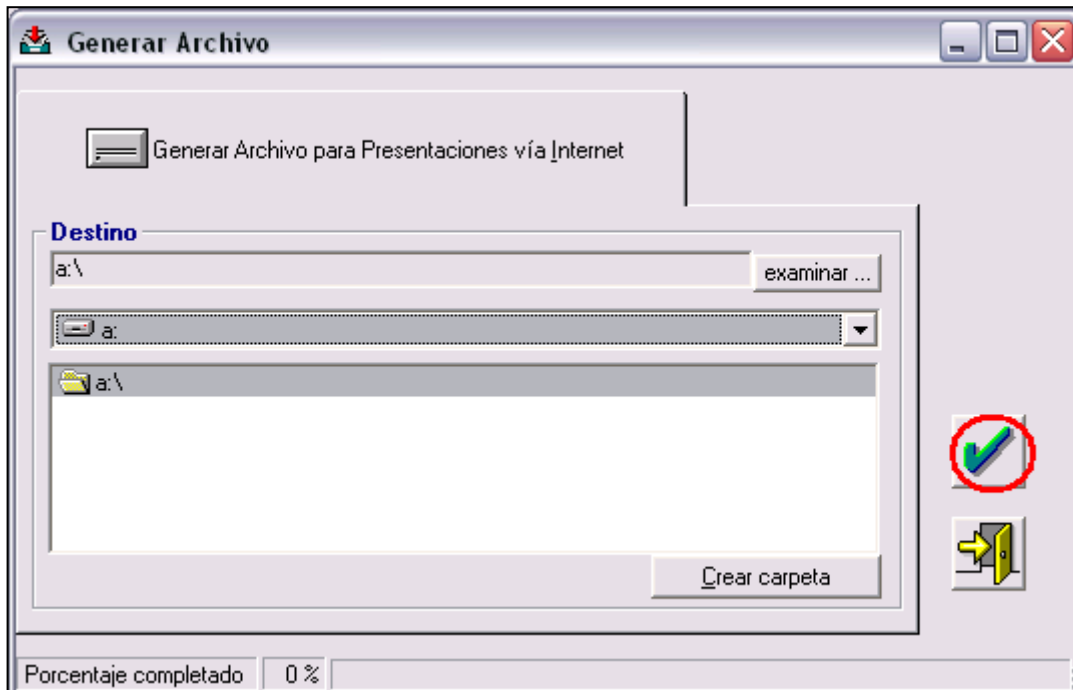 Generar Archivo
Generar Archivo para Presentaciones vía Internet
Destino
a:\
examinar ...
a:
a:\
Crear carpeta
Porcentaje completado 0 %